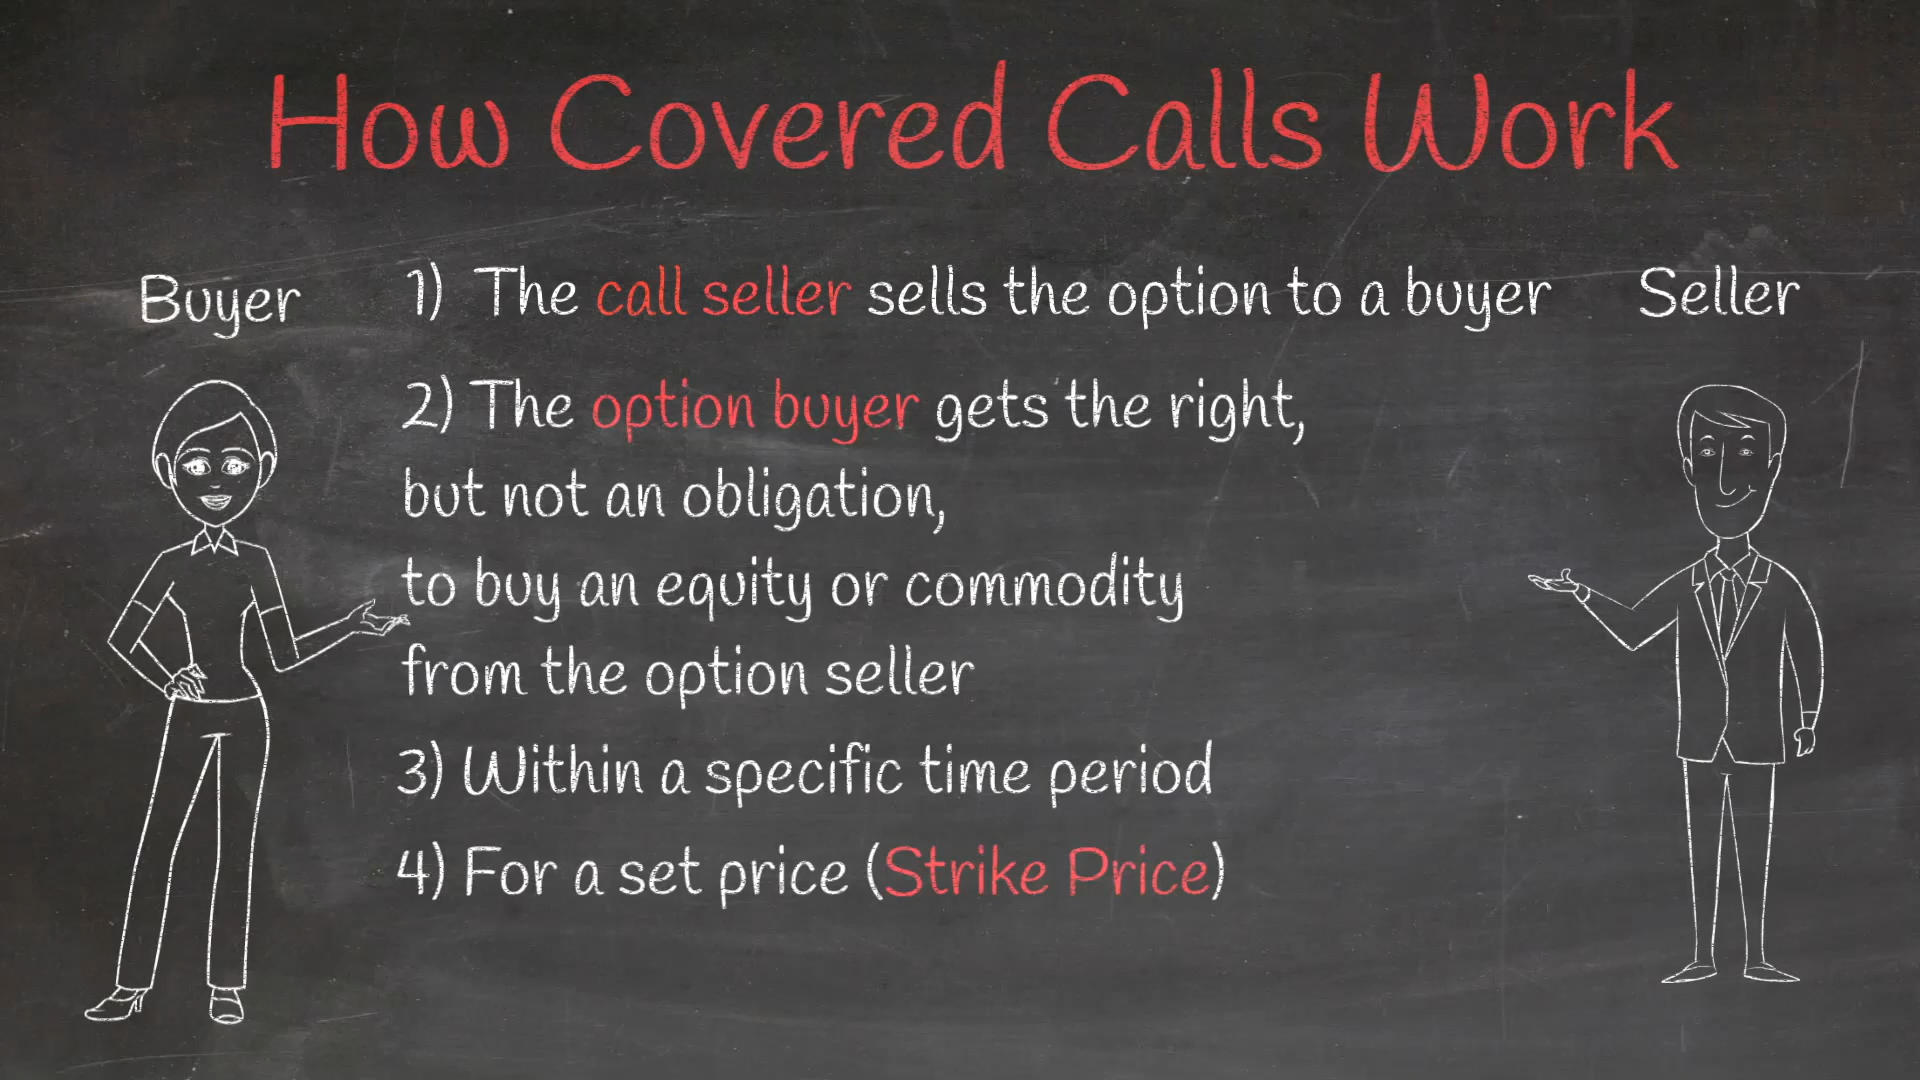 How Covered Calls Work
Buyer
1) The call seller sells the option to a buyer
Seller
2) The option buyer gets the right,
but not an obligation,
to buy an equity or commodity
from the option seller
3) Within a specific time period
4) For a set price (Strike Price)